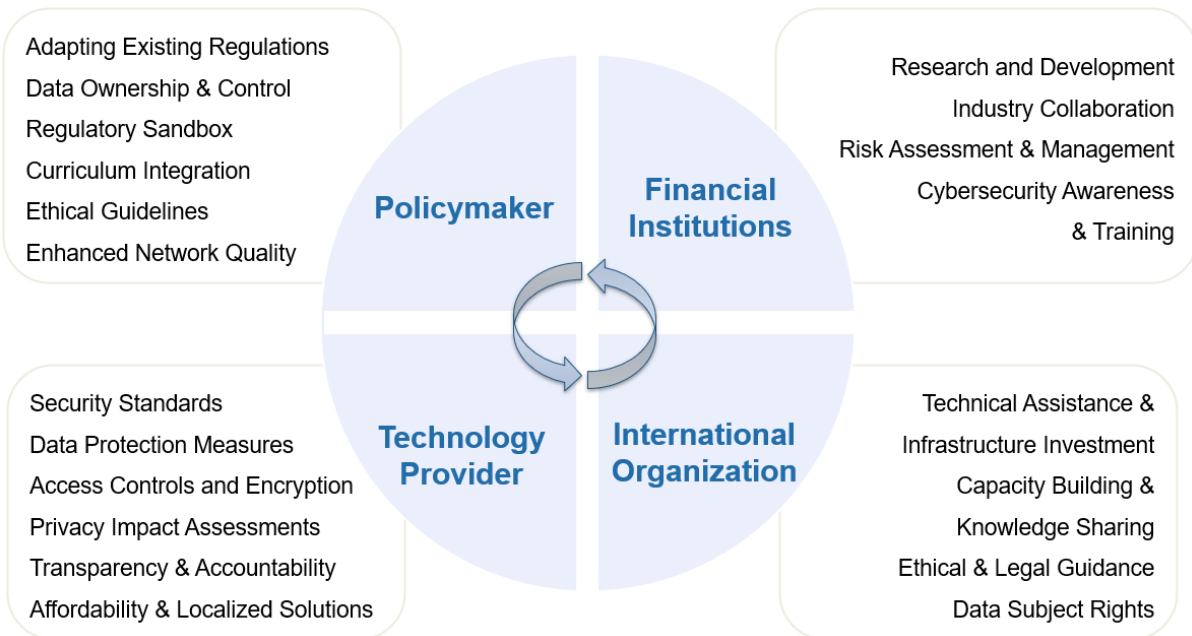 Adapting Existing Regulations
Data Ownership & Control
Regulatory Sandbox
Curriculum Integration
Ethical Guidelines
Enhanced Network Quality
Policymaker
Financial
Institutions
Research and Development
Industry Collaboration
Risk Assessment & Management
Cybersecurity Awareness
& Training
Security Standards
Data Protection Measures
Access Controls and Encryption
Privacy Impact Assessments
Transparency & Accountability
Affordability & Localized Solutions
Technology
Provider
International
Organization
Technical Assistance &
Infrastructure Investment
Capacity Building &
Knowledge Sharing
Ethical & Legal Guidance
Data Subject Rights